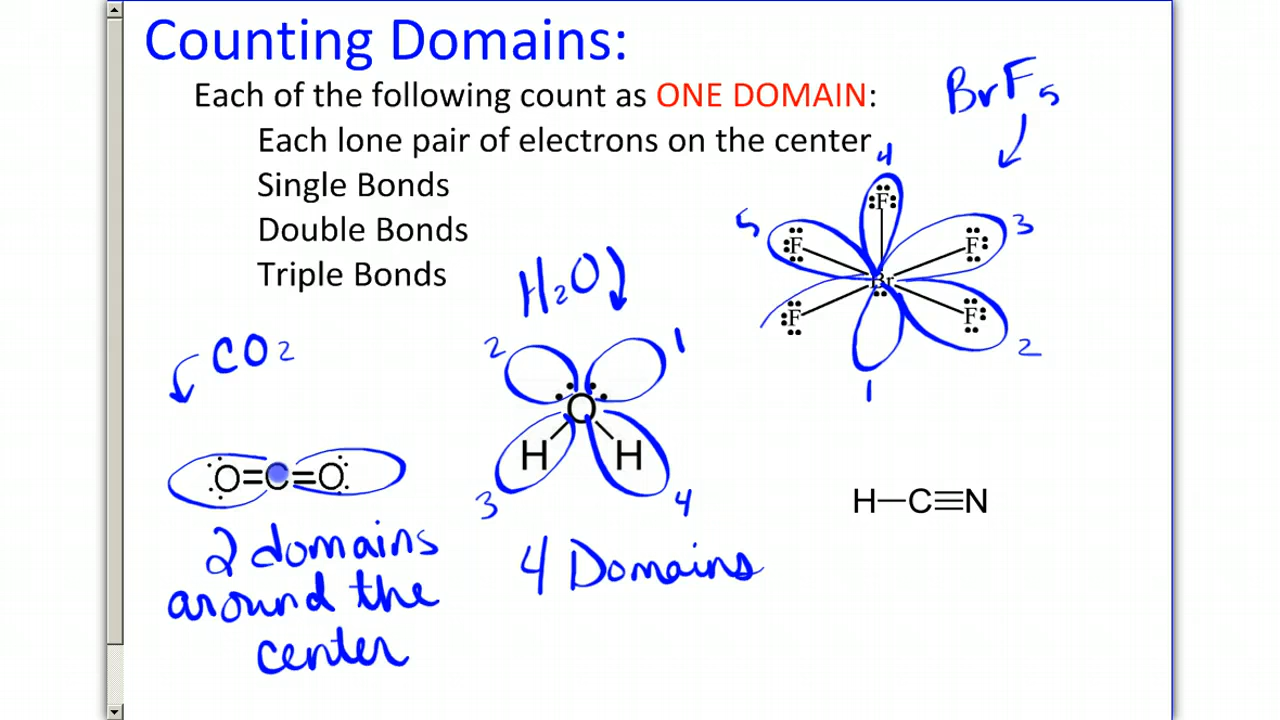 Counting Domains:
Each of the following count as ONE DOMAIN:
Each lone pair of electrons on the center
Single Bonds
Double Bonds
Triple Bonds
BrF5
4
5
3
F
F
F
Br
F
F
2
1
H₂O
2
1
O
H
H
3
4
4 Domains
CO2
O=C=O
2 domains
around the
center
H—C≡N